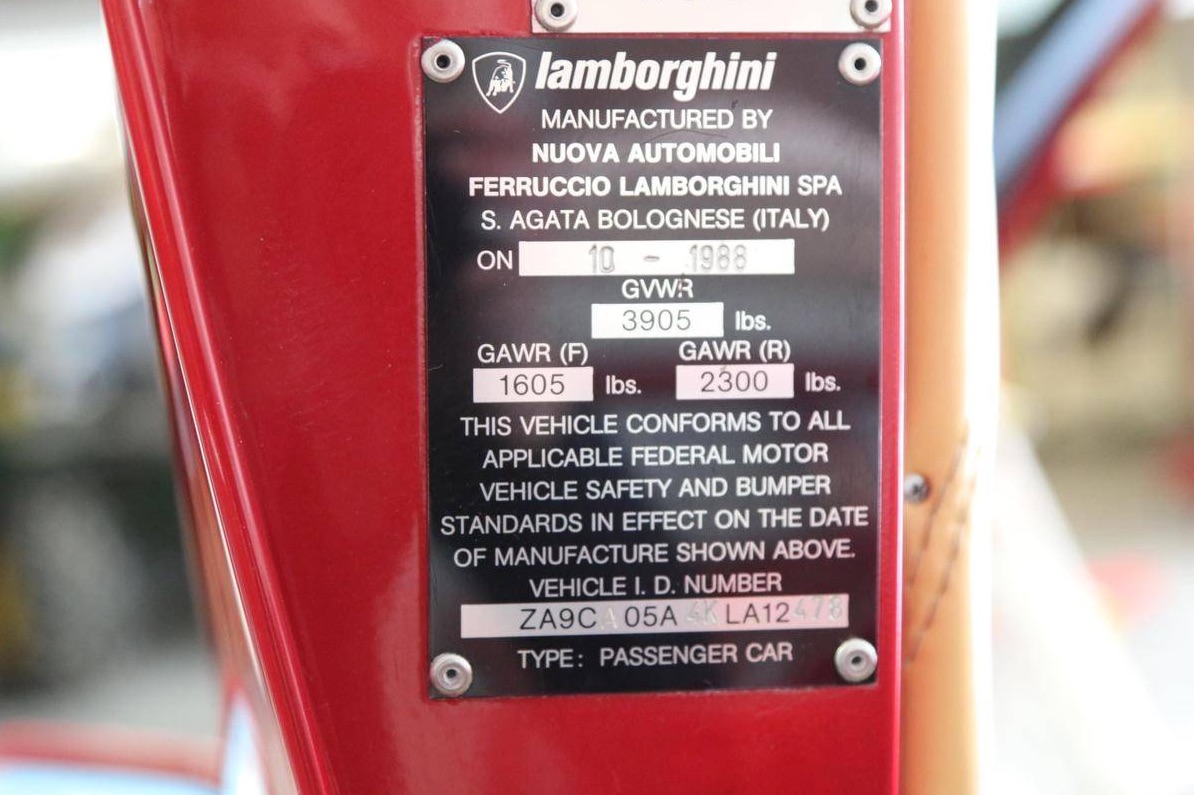 lamborghini
MANUFACTURED BY
NUOVA AUTOMOBILI
FERRUCCIO LAMBORGHINI SPA
S. AGATA BOLOGNESE (ITALY)
ON 10 - 1988
GVWR
3905 lbs.
GAWR (F) GAWR (R)
1605 lbs. 2300 lbs.
THIS VEHICLE CONFORMS TO ALL
APPLICABLE FEDERAL MOTOR
VEHICLE SAFETY AND BUMPER
STANDARDS IN EFFECT ON THE DATE
OF MANUFACTURE SHOWN ABOVE.
VEHICLE I. D. NUMBER
ZA9CA05A4KLA12478
TYPE: PASSENGER CAR